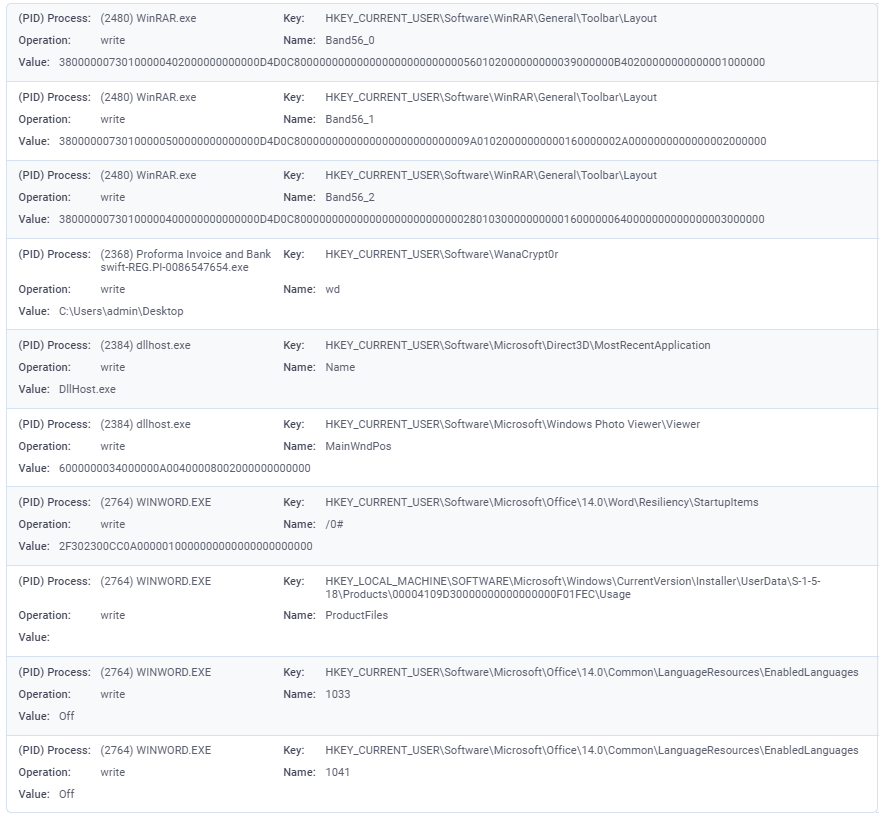 (PID) Process: (2480) WinRAR.exe Key: HKEY_CURRENT_USER\Software\WinRAR\General\Toolbar\Layout
Operation: write Name: Band56_0
Value: 38000000730100000402000000000000D4D0C8000000000000000000000000005601020000000000039000000B40200000000000001000000
(PID) Process: (2480) WinRAR.exe Key: HKEY_CURRENT_USER\Software\WinRAR\General\Toolbar\Layout
Operation: write Name: Band56_1
Value: 38000000730100000500000000000000D4D0C8000000000000000000000000009A01020000000000160000002A0000000000000002000000
(PID) Process: (2480) WinRAR.exe Key: HKEY_CURRENT_USER\Software\WinRAR\General\Toolbar\Layout
Operation: write Name: Band56_2
Value: 38000000730100000400000000000000D4D0C800000000000000000000000000280103000000000016000000640000000000000003000000
(PID) Process: (2368) Proforma Invoice and Bank Key: HKEY_CURRENT_USER\Software\WanaCrypt0r
swift-REG.PI-0086547654.exe
Operation: write Name: wd
Value: C:\Users\admin\Desktop
(PID) Process: (2384) dllhost.exe Key: HKEY_CURRENT_USER\Software\Microsoft\Direct3D\MostRecentApplication
Operation: write Name: Name
Value: DllHost.exe
(PID) Process: (2384) dllhost.exe Key: HKEY_CURRENT_USER\Software\Microsoft\Windows Photo Viewer\Viewer
Operation: write Name: MainWndPos
Value: 6000000034000000A00400008002000000000000
(PID) Process: (2764) WINWORD.EXE Key: HKEY_CURRENT_USER\Software\Microsoft\Office\14.0\Word\Resiliency\StartupItems
Operation: write Name: /0#
Value: 2F302300CC0A0000010000000000000000000000
(PID) Process: (2764) WINWORD.EXE Key: HKEY_LOCAL_MACHINE\SOFTWARE\Microsoft\Windows\CurrentVersion\Installer\UserData\S-1-5-
18\Products\00004109D30000000000000000F01FEC\Usage
Operation: write Name: ProductFiles
Value:
(PID) Process: (2764) WINWORD.EXE Key: HKEY_CURRENT_USER\Software\Microsoft\Office\14.0\Common\LanguageResources\EnabledLanguages
Operation: write Name: 1033
Value: Off
(PID) Process: (2764) WINWORD.EXE Key: HKEY_CURRENT_USER\Software\Microsoft\Office\14.0\Common\LanguageResources\EnabledLanguages
Operation: write Name: 1041
Value: Off